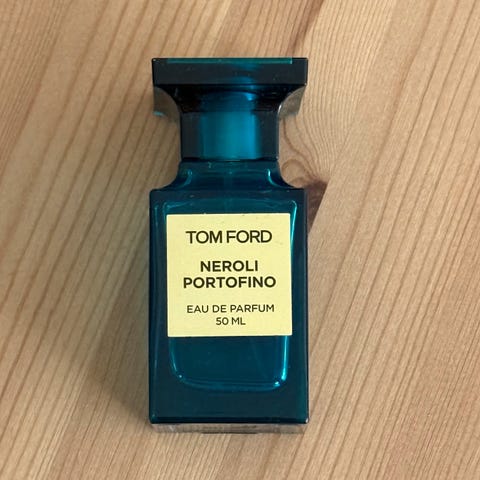 TOM FORD
NEROLI
PORTOFINO
EAU DE PARFUM
50 ML